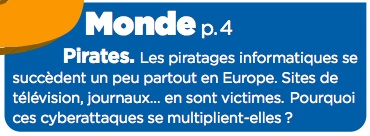 Monde p. 4
Pirates. Les piratages informatiques se
succèdent un peu partout en Europe. Sites de
télévision, journaux... en sont victimes. Pourquoi
ces cyberattaques se multiplient-elles ?